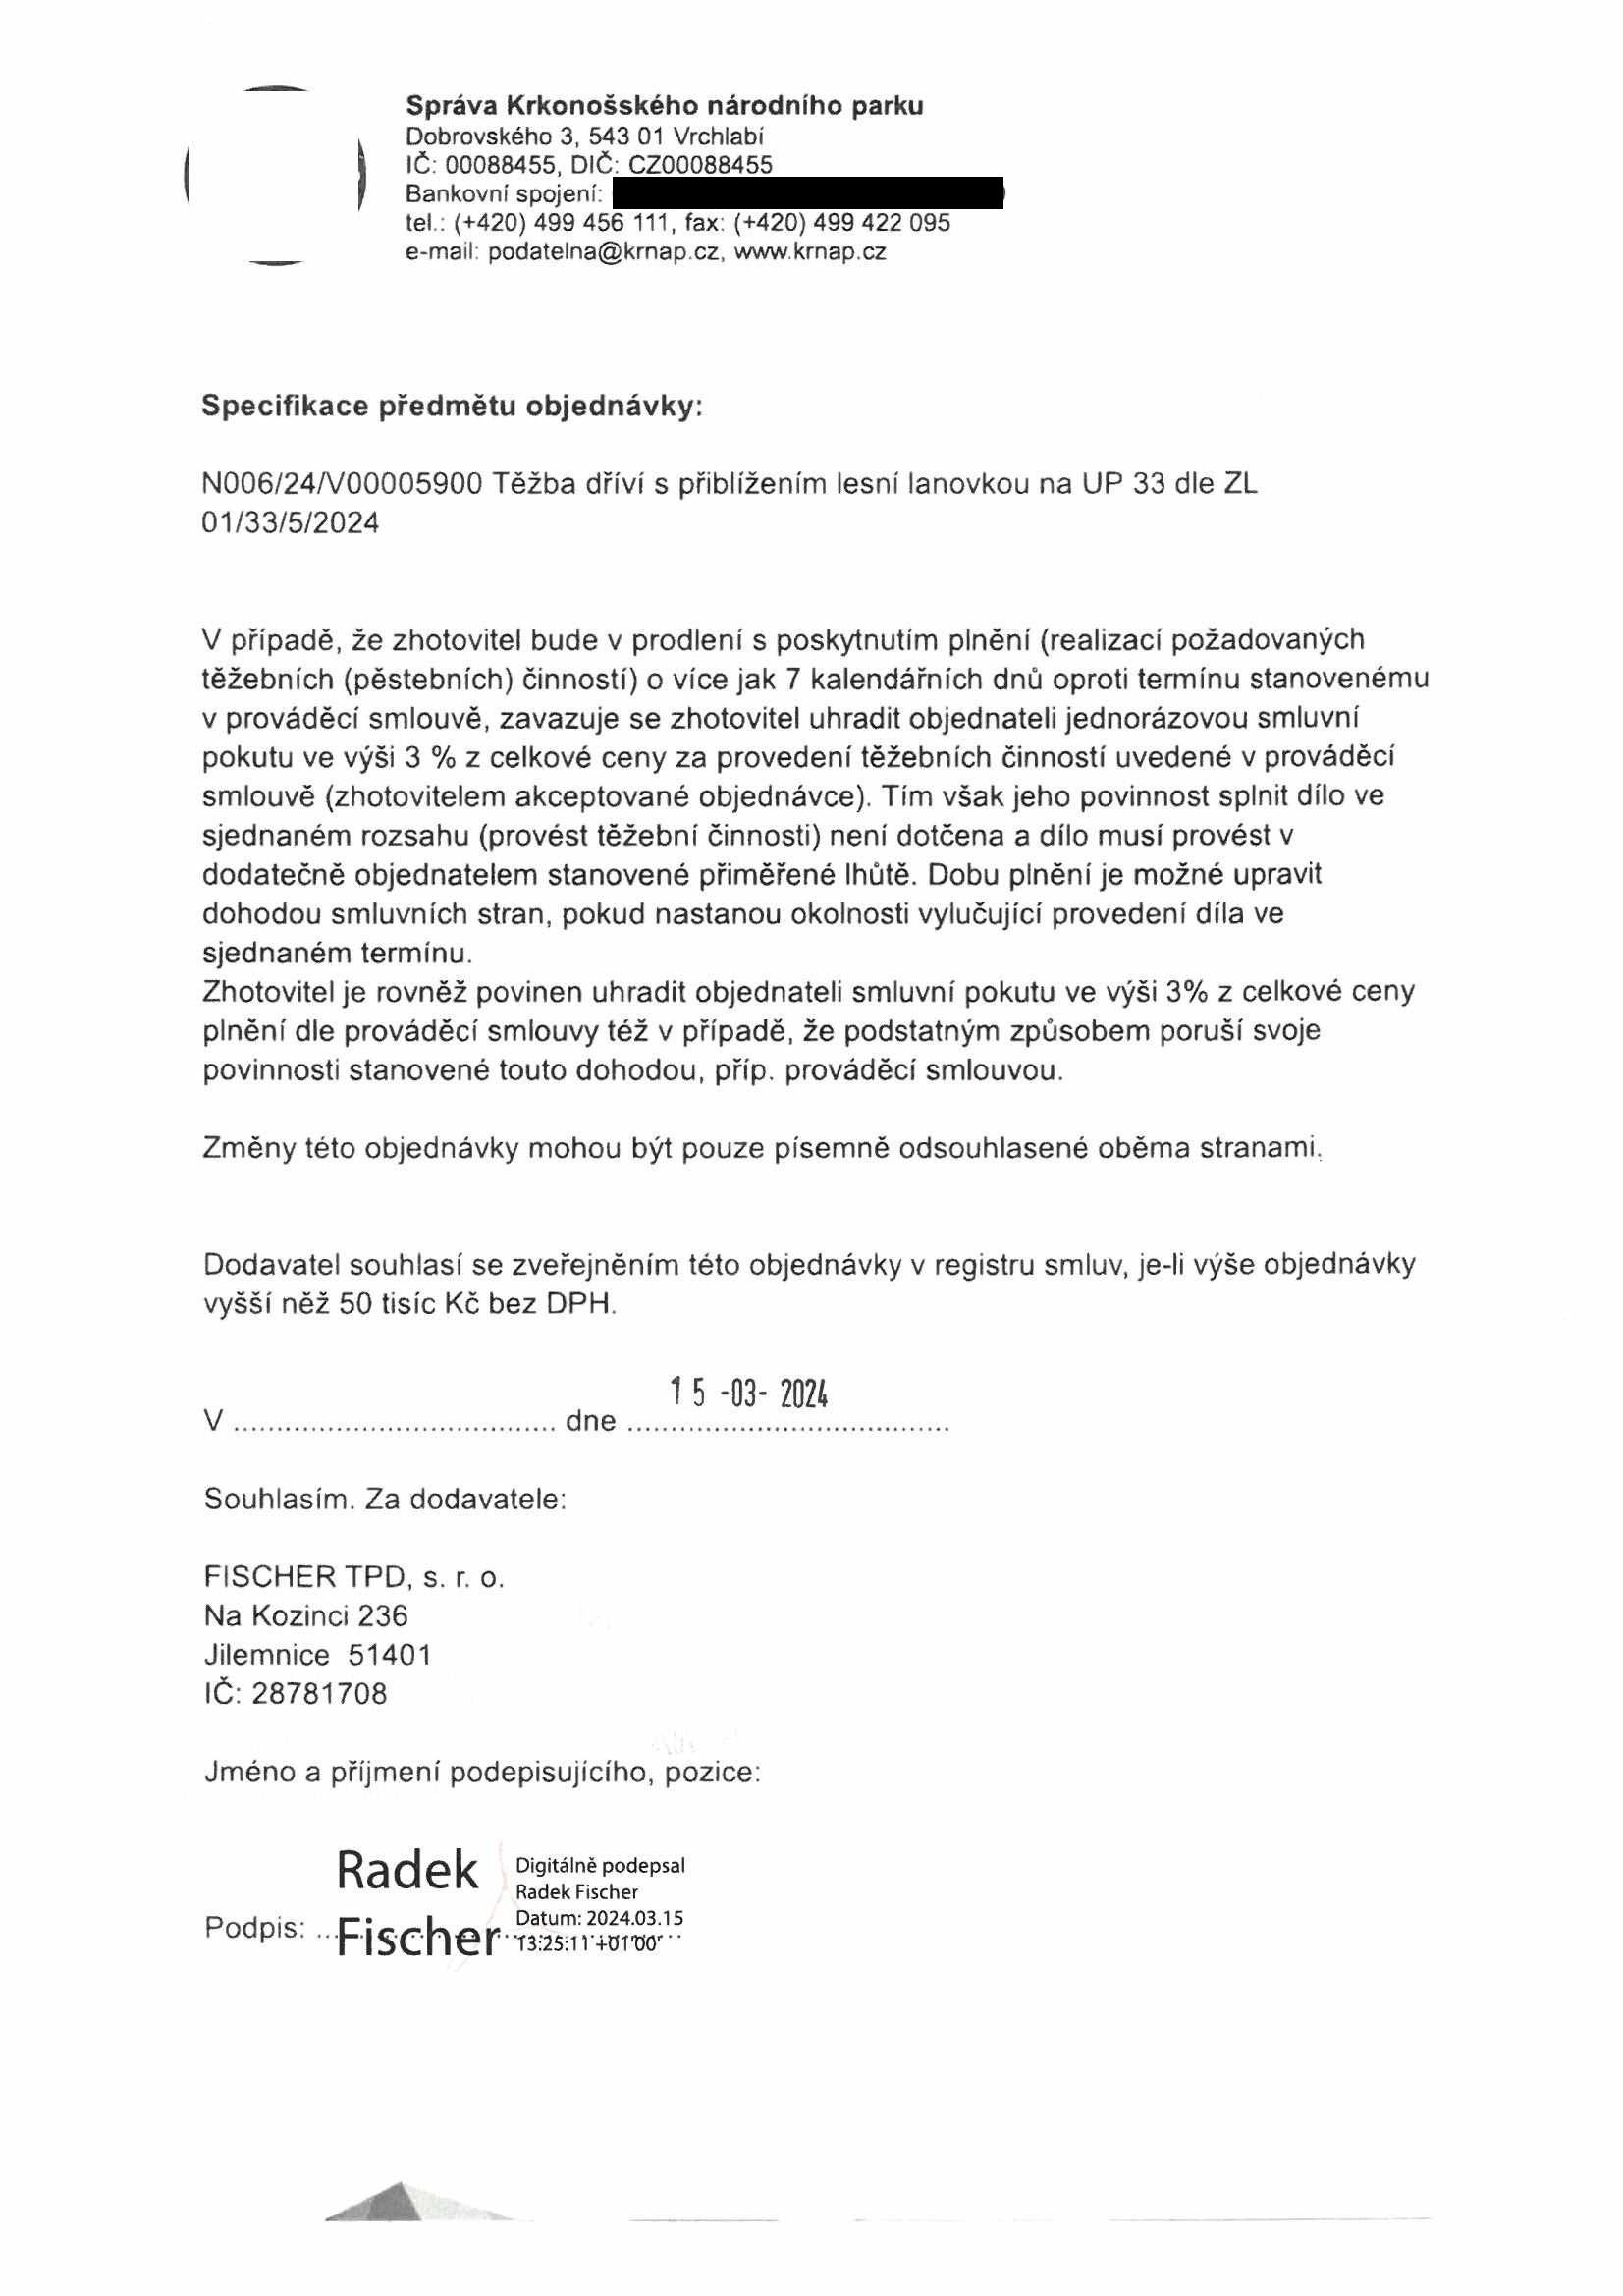 Správa Krkonošského národního parku
Dobrovského 3, 543 01 Vrchlabí
IČ: 00088455, DIČ: CZ00088455
Bankovní spojení:
tel.: (+420) 499 456 111, fax: (+420) 499 422 095
e-mail: podatelna@krnap.cz, www.krnap.cz
Specifikace předmětu objednávky:
N006/24/V00005900 Těžba dříví s přiblížením lesní lanovkou na UP 33 dle ZL
01/33/5/2024
V případě, že zhotovitel bude v prodlení s poskytnutím plnění (realizací požadovaných
těžebních (pěstebních) činností) o více jak 7 kalendářních dnů oproti termínu stanovenému
v prováděcí smlouvě, zavazuje se zhotovitel uhradit objednateli jednorázovou smluvní
pokutu ve výši 3 % z celkové ceny za provedení těžebních činností uvedené v prováděcí
smlouvě (zhotovitelem akceptované objednávce). Tím však jeho povinnost splnit dílo ve
sjednaném rozsahu (provést těžební činnosti) není dotčena a dílo musí provést v
dodatečně objednatelem stanovené přiměřené lhůtě. Dobu plnění je možné upravit
dohodou smluvních stran, pokud nastanou okolnosti vylučující provedení díla ve
sjednaném termínu.
Zhotovitel je rovněž povinen uhradit objednateli smluvní pokutu ve výši 3% z celkové ceny
plnění dle prováděcí smlouvy též v případě, že podstatným způsobem poruší svoje
povinnosti stanovené touto dohodou, příp. prováděcí smlouvou.
Změny této objednávky mohou být pouze písemně odsouhlasené oběma stranami.
Dodavatel souhlasí se zveřejněním této objednávky v registru smluv, je-li výše objednávky
vyšší něž 50 tisíc Kč bez DPH.
15 -03- 2024
V .................................... dne ....................................
Souhlasím. Za dodavatele:
FISCHER TPD, s. r. o.
Na Kozinci 236
Jilemnice 51401
IČ: 28781708
Jméno a příjmení podepisujícího, pozice:
Radek
Fischer
Digitálně podepsal
Radek Fischer
Datum: 2024.03.15
13:25:11 +01'00'
Podpis: